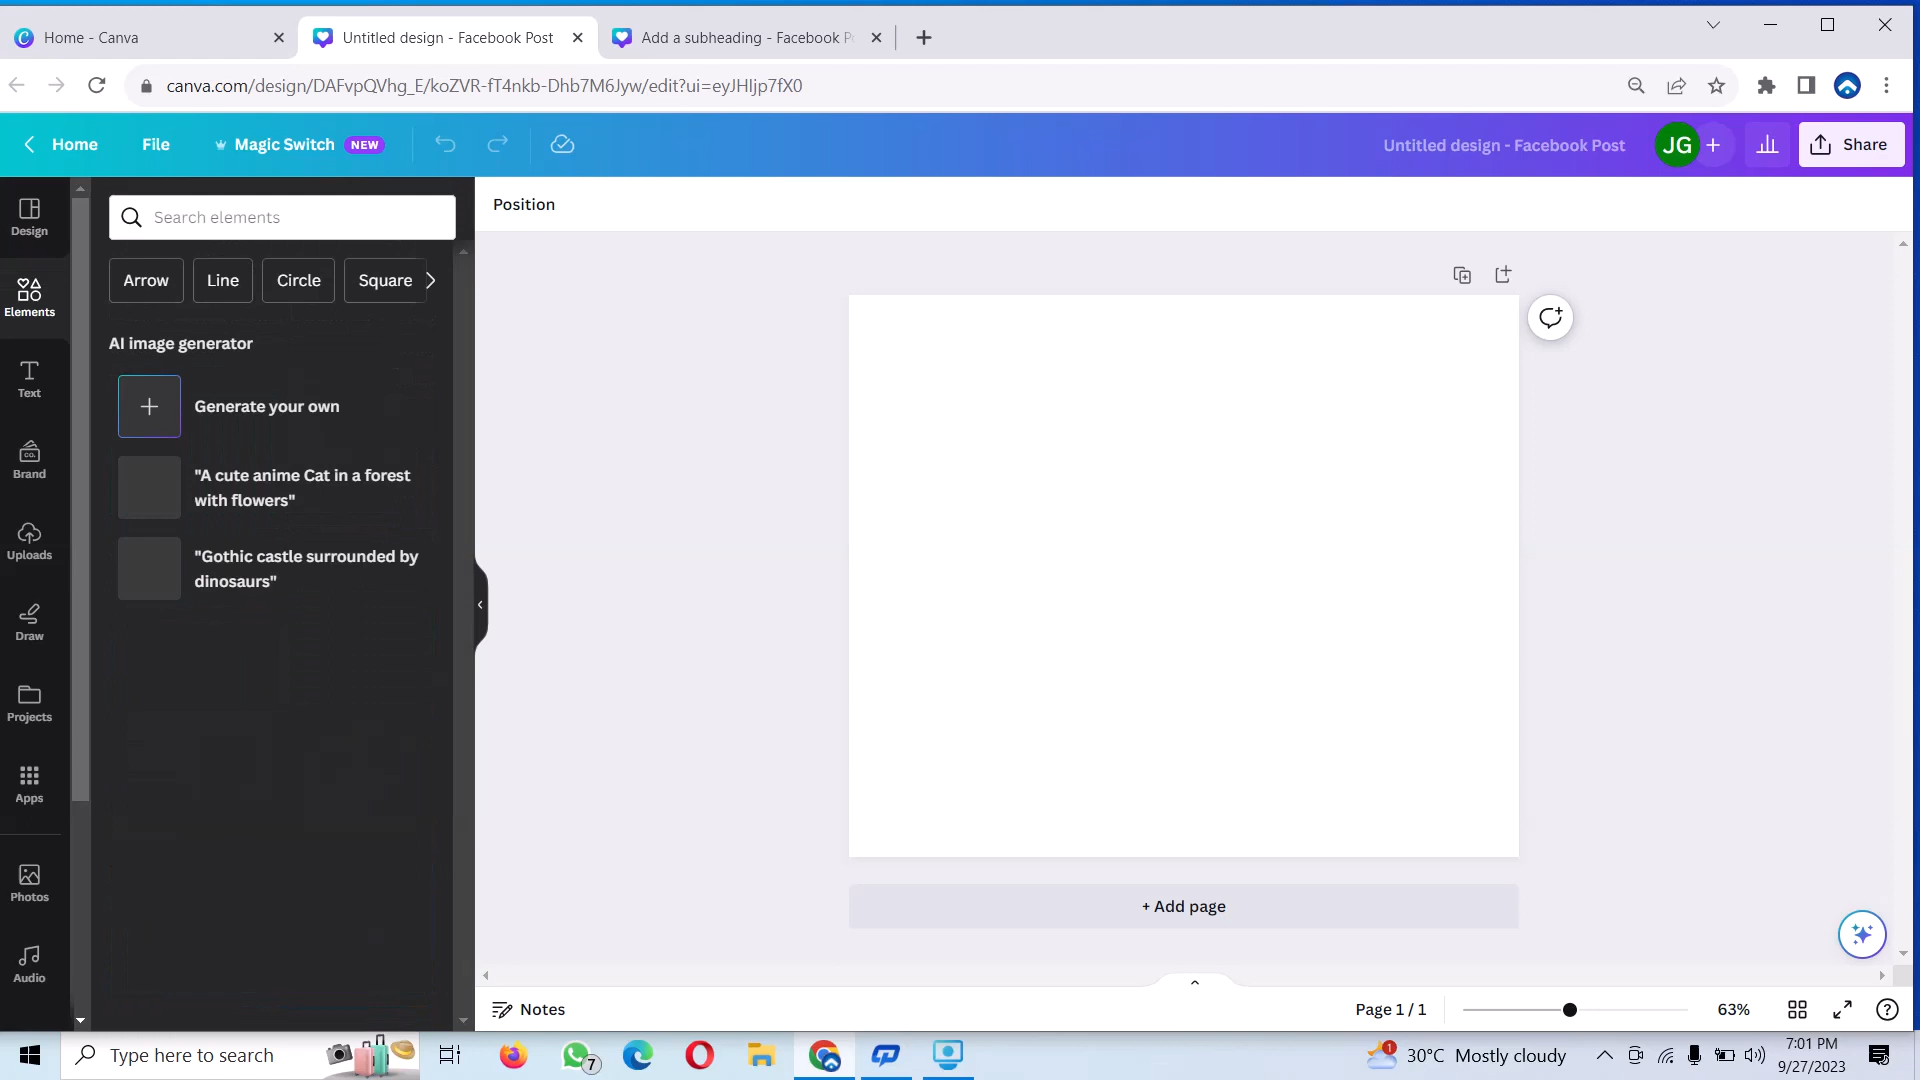 Home - Canva
Untitled design - Facebook Post
Add a subheading - Facebook P
canva.com/design/DAFvpQVhg_E/koZVR-fT4nkb-Dhb7M6Jyw/edit?ui=eyJHIjp7fX0
Home
File
Magic Switch
NEW
Untitled design - Facebook Post
JG
+
Share
Design
Elements
Text
CO.
Brand
Uploads
Draw
Projects
Apps
Photos
Audio
Search elements
Arrow
Line
Circle
Square
AI image generator
Generate your own
"A cute anime Cat in a forest
with flowers"
"Gothic castle surrounded by
dinosaurs"
Position
+ Add page
Notes
Page 1 / 1
63%
Type here to search
7
1
30°C Mostly cloudy
7:01 PM
9/27/2023